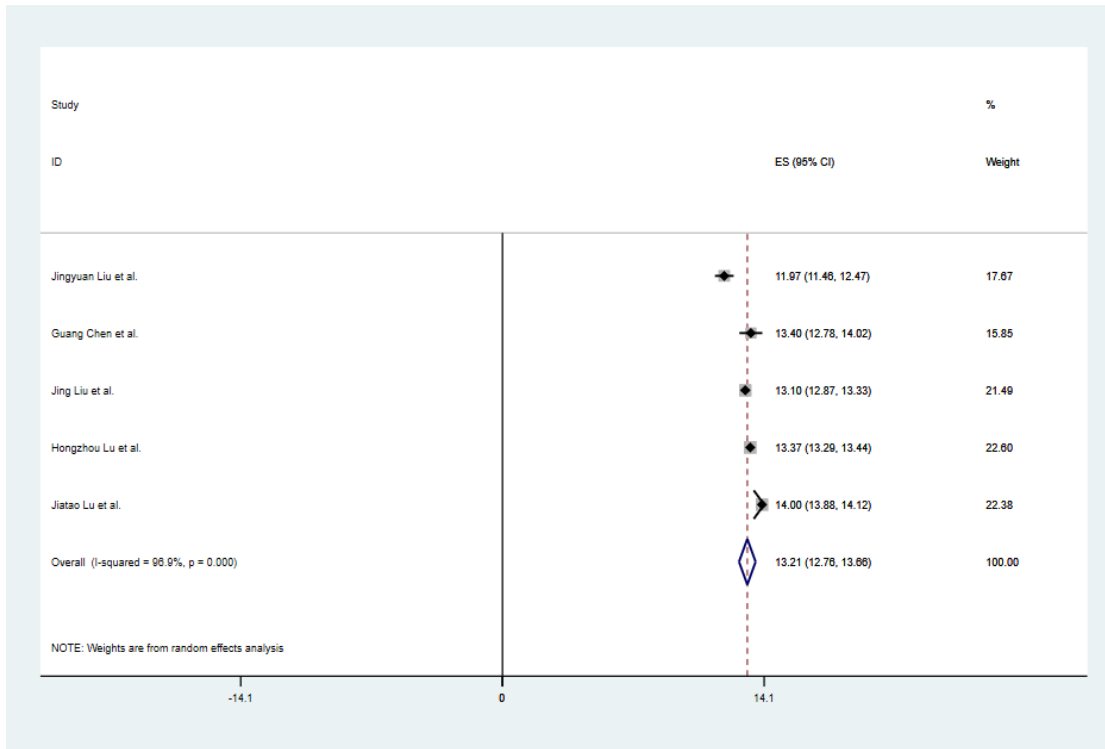 Study %
ID ES (95% CI) Weight
Jingyuan Liu et al. 11.97 (11.46, 12.47) 17.67
Guang Chen et al. 13.40 (12.78, 14.02) 15.85
Jing Liu et al. 13.10 (12.87, 13.33) 21.49
Hongzhou Lu et al. 13.37 (13.29, 13.44) 22.60
Jiatao Lu et al. 14.00 (13.88, 14.12) 22.38
Overall (I-squared = 96.9%, p = 0.000) 13.21 (12.76, 13.66) 100.00
NOTE: Weights are from random effects analysis
-14.1 0 14.1